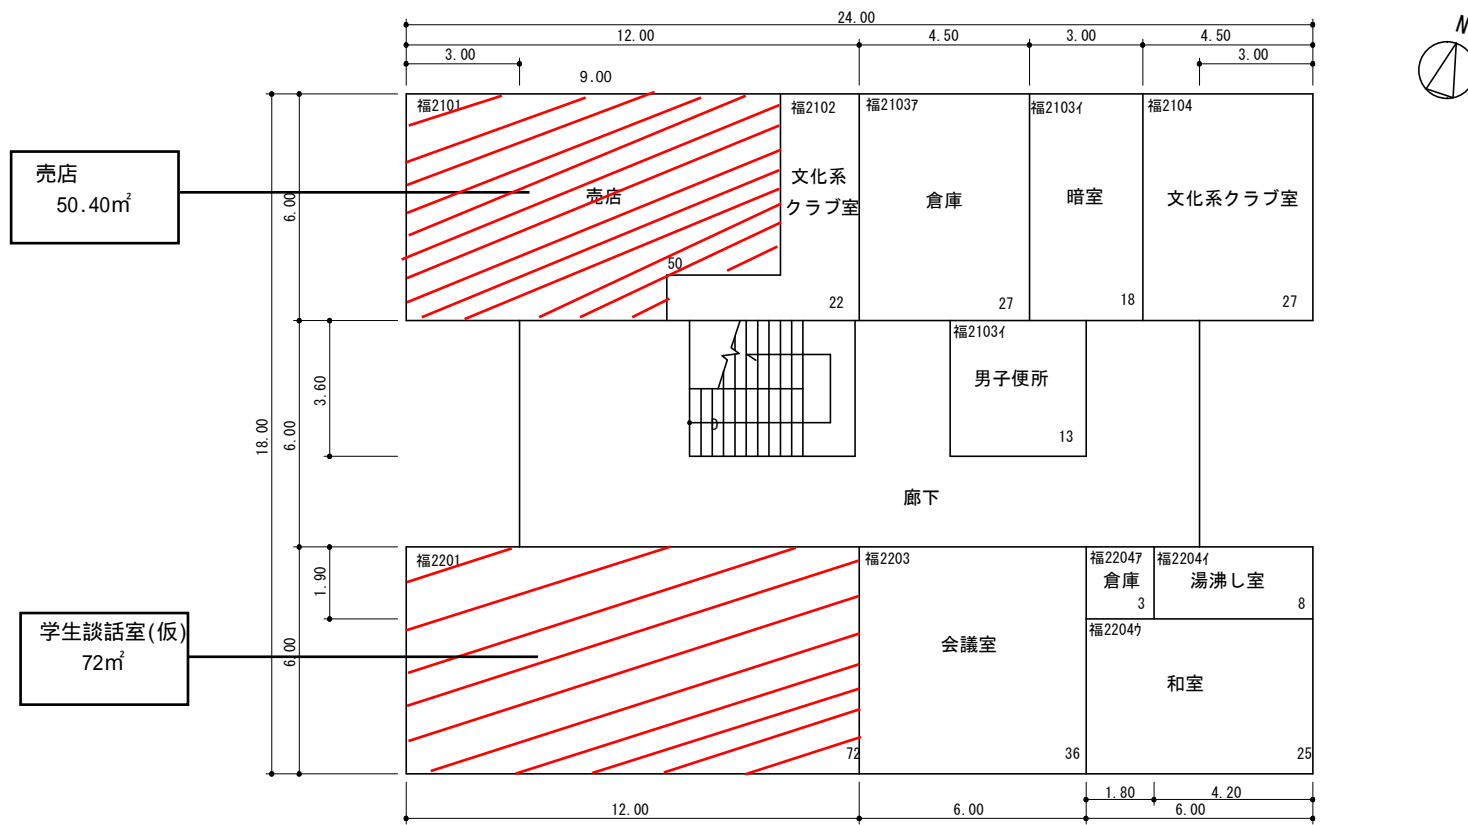 24.00
12.00
4.50
3.00
4.50
3.00
3.00
9.00
N
福2101
福2102
福2103ｱ
福2103ｲ
福2104
売店
50.40㎡
売店
文化系
クラブ室
倉庫
暗室
文化系クラブ室
6.00
50
22
27
18
27
福2103ｲ
男子便所
13
3.60
18.00
6.00
D
廊下
福2201
福2203
福2204ｱ
倉庫
3
福2204ｲ
湯沸し室
8
1.90
学生談話室(仮)
72㎡
6.00
会議室
福2204ｳ
和室
72
36
25
1.80
4.20
12.00
6.00
6.00